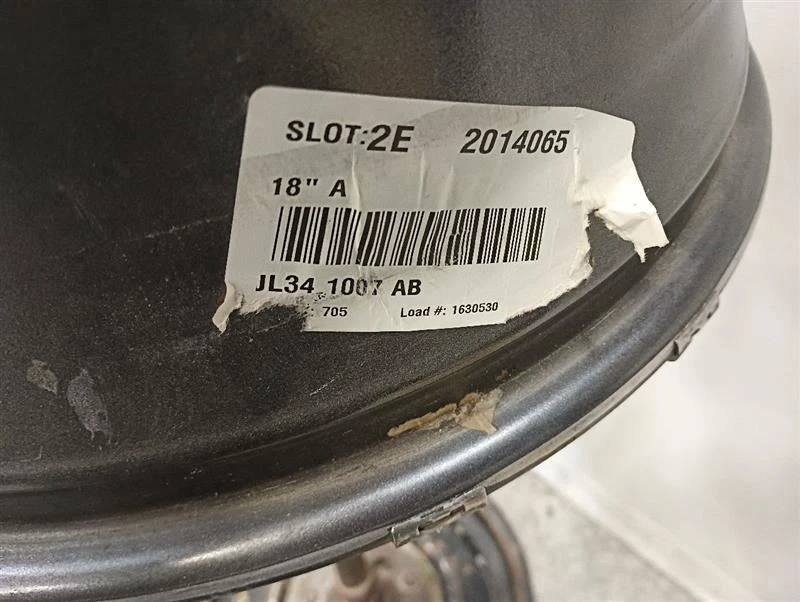 SLOT:2E 2014065
18" A
JL34 1007 AB
: 705 Load #: 1630530